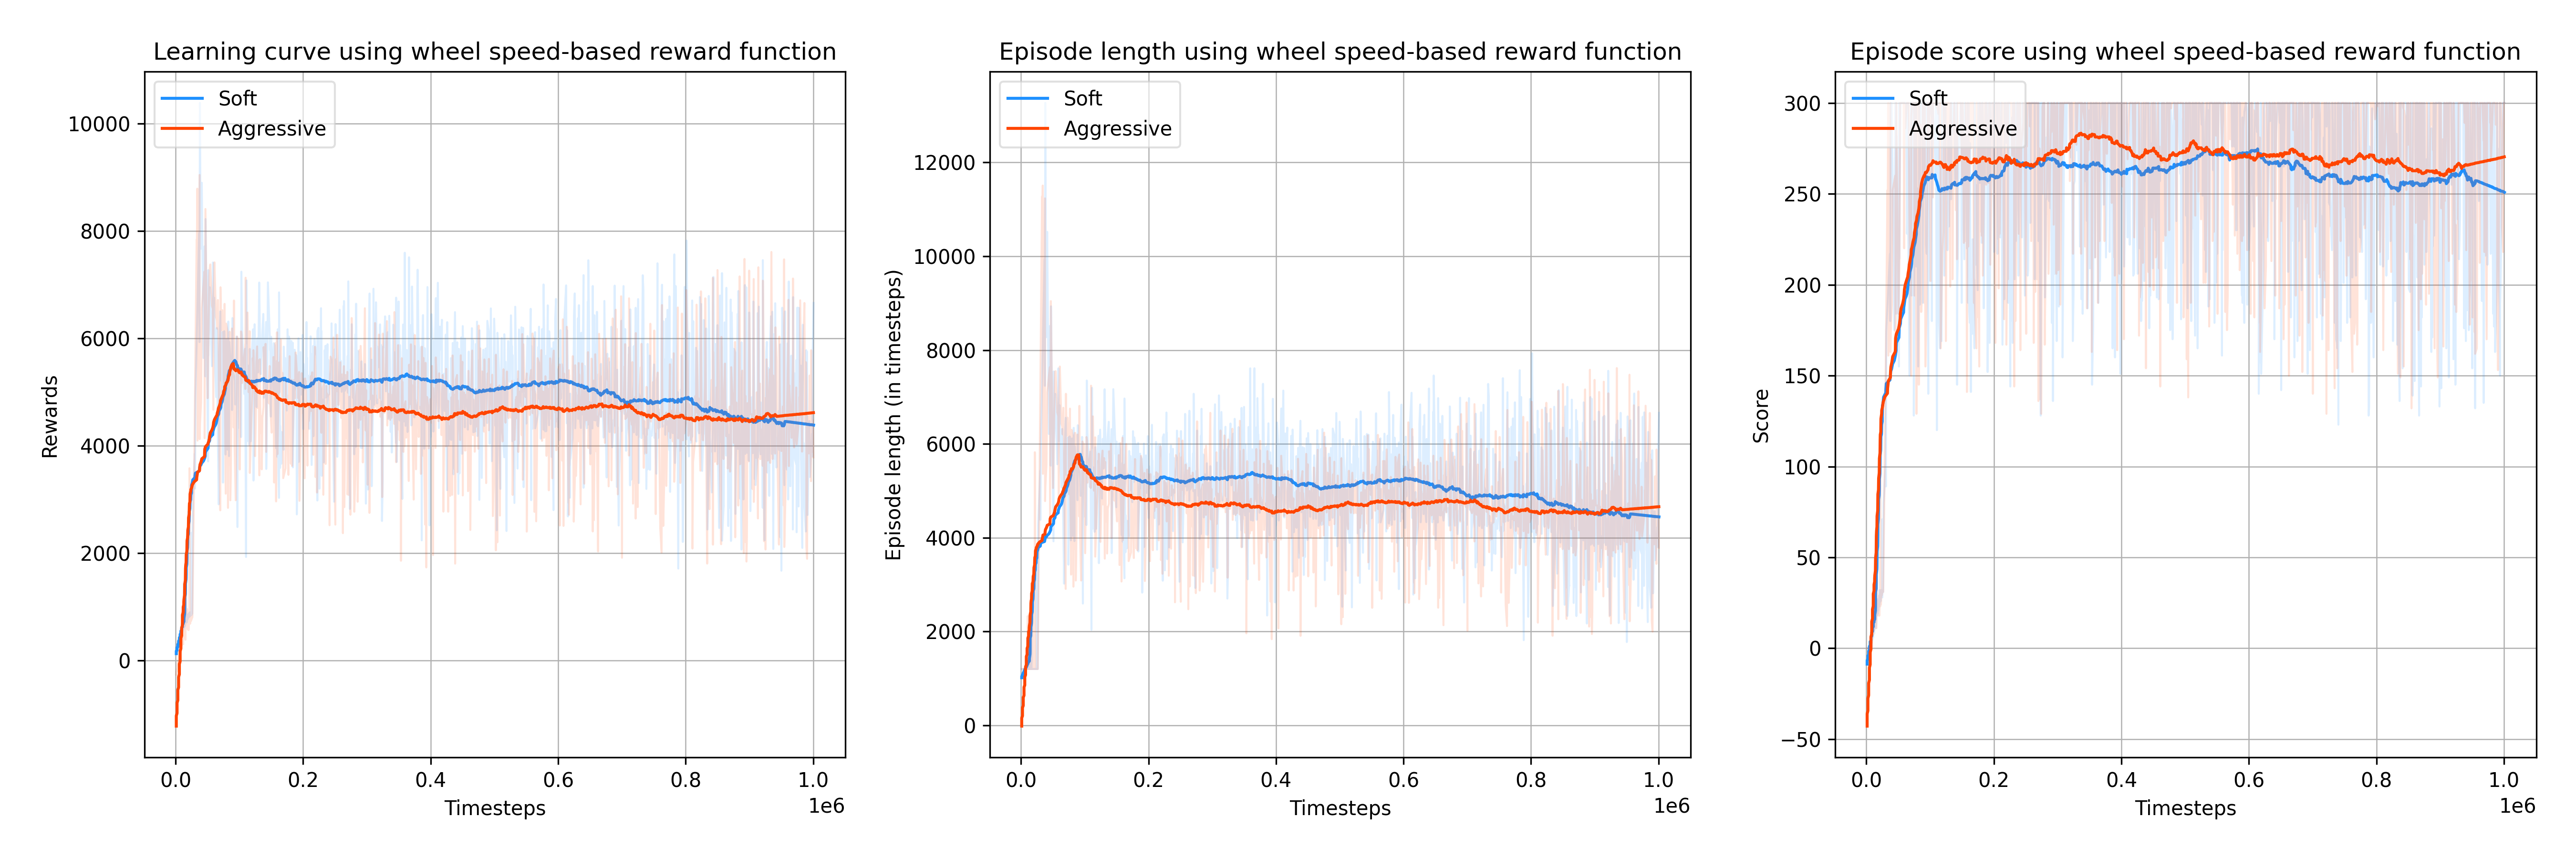 Learning curve using wheel speed-based reward function
Soft
Aggressive
10000
8000
6000
4000
2000
0
Rewards
0.0 0.2 0.4 0.6 0.8 1.0
Timesteps
1e6
Episode length using wheel speed-based reward function
Soft
Aggressive
12000
10000
8000
6000
4000
2000
0
Episode length (in timesteps)
0.0 0.2 0.4 0.6 0.8 1.0
Timesteps
1e6
Episode score using wheel speed-based reward function
Soft
Aggressive
300
250
200
150
100
50
0
−50
Score
0.0 0.2 0.4 0.6 0.8 1.0
Timesteps
1e6